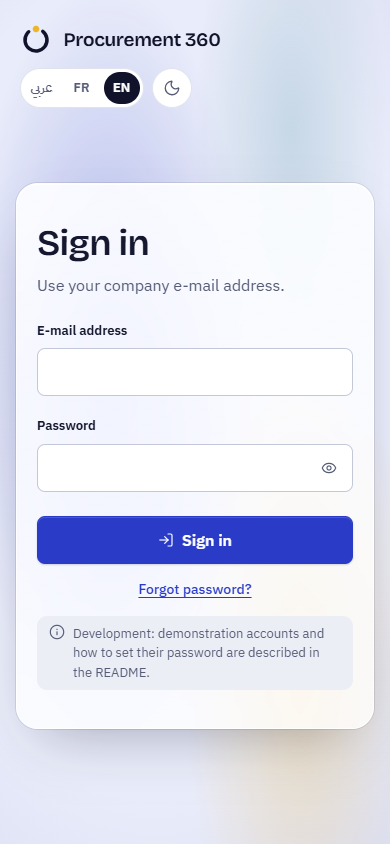 Procurement 360
عربي FR EN
Sign in
Use your company e-mail address.
E-mail address
Password
Sign in
Forgot password?
Development: demonstration accounts and
how to set their password are described in
the README.